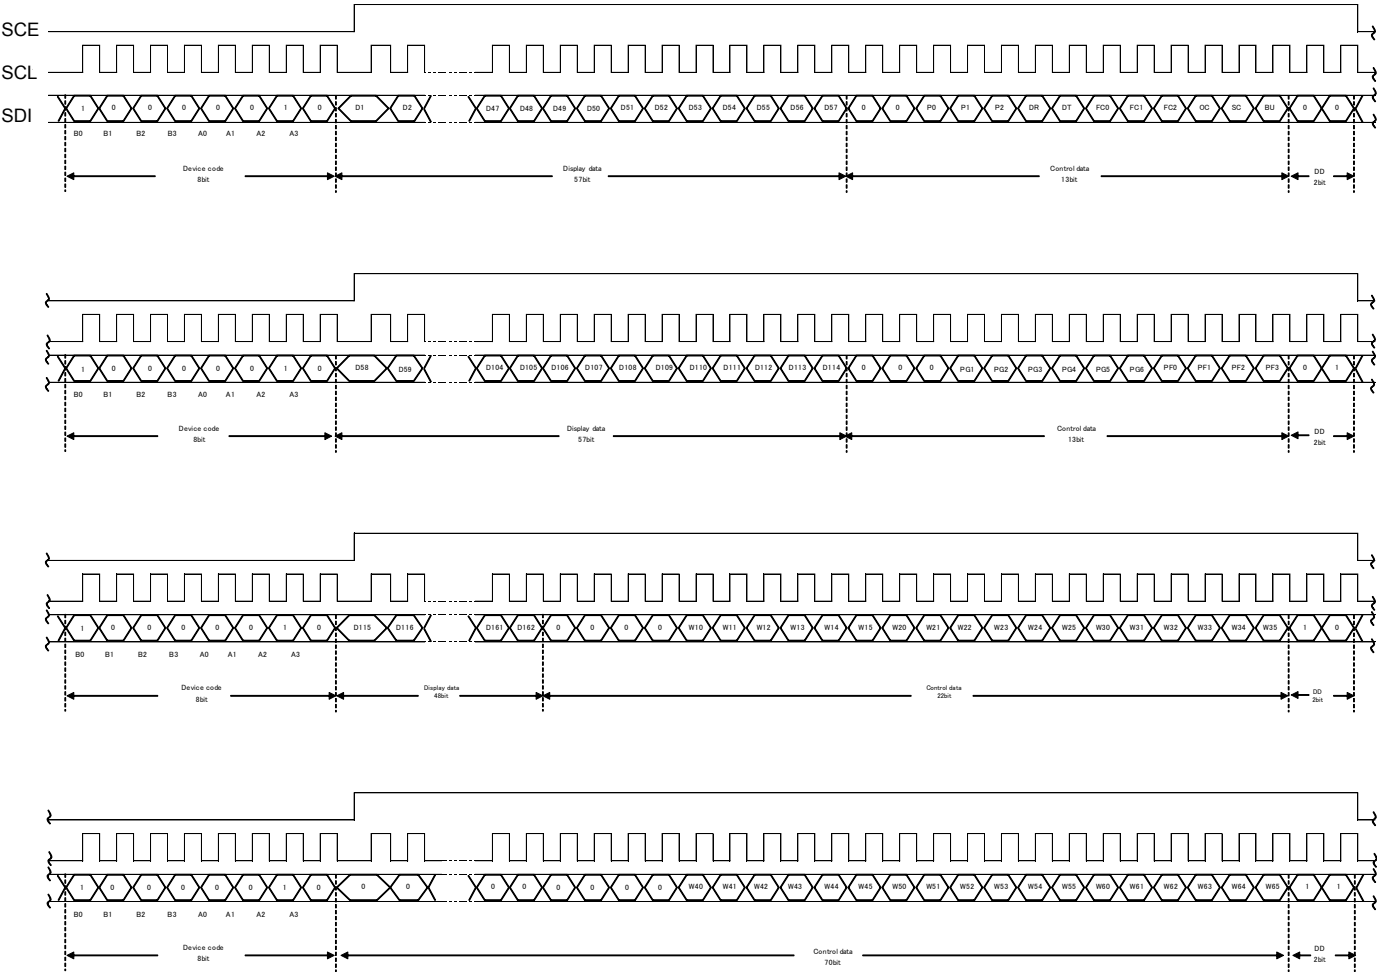 SCE
SCL
SDI
1 0 0 0 0 0 1 0 D1 D2 D47 D48 D49 D50 D51 D52 D53 D54 D55 D56 D57 0 0 P0 P1 P2 DR DT FC0 FC1 FC2 OC SC BU 0 0
B0 B1 B2 B3 A0 A1 A2 A3
Device code Display data Control data DD
8bit 57bit 13bit 2bit
1 0 0 0 0 0 1 0 D58 D59 D104 D105 D106 D107 D108 D109 D110 D111 D112 D113 D114 0 0 0 PG1 PG2 PG3 PG4 PG5 PG6 PF0 PF1 PF2 PF3 0 1
B0 B1 B2 B3 A0 A1 A2 A3
Device code Display data Control data DD
8bit 57bit 13bit 2bit
1 0 0 0 0 0 1 0 D115 D116 D161 D162 0 0 0 0 W10 W11 W12 W13 W14 W15 W20 W21 W22 W23 W24 W25 W30 W31 W32 W33 W34 W35 1 0
B0 B1 B2 B3 A0 A1 A2 A3
Device code Display data Control data DD
8bit 48bit 22bit 2bit
1 0 0 0 0 0 1 0 0 0 0 0 0 0 0 0 W40 W41 W42 W43 W44 W45 W50 W51 W52 W53 W54 W55 W60 W61 W62 W63 W64 W65 1 1
B0 B1 B2 B3 A0 A1 A2 A3
Device code Control data DD
8bit 70bit 2bit